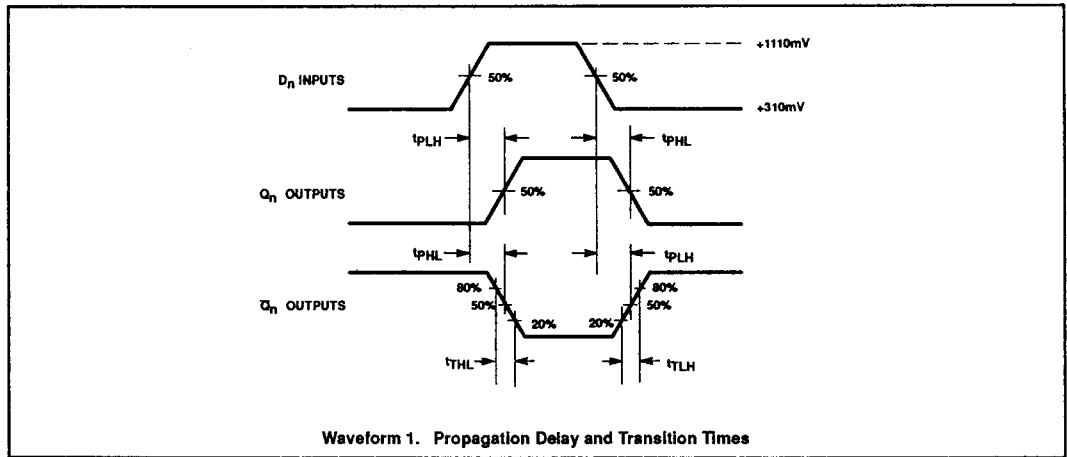 +1110mV
Dn INPUTS
50%
50%
+310mV
tPLH
tPHL
Qn OUTPUTS
50%
50%
tPHL
tPLH
Q̅n OUTPUTS
80%
80%
50%
50%
20%
20%
tTHL
tTLH
Waveform 1. Propagation Delay and Transition Times